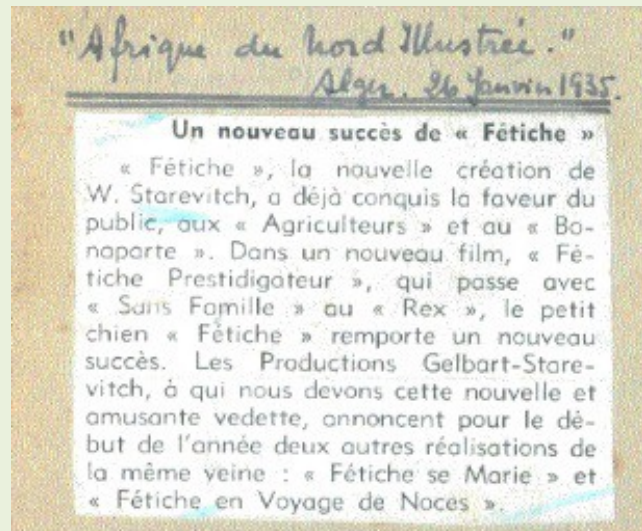 "Afrique du Nord Illustrée."
Alger. 26 Janvier 1935.
Un nouveau succès de « Fétiche »
« Fétiche », la nouvelle création de
W. Starevitch, a déjà conquis la faveur du
public, aux « Agriculteurs » et au « Bo-
naparte ». Dans un nouveau film, « Fé-
tiche Prestidigateur », qui passe avec
« Sans Famille » au « Rex », le petit
chien « Fétiche » remporte un nouveau
succès. Les Productions Gelbart-Stare-
vitch, à qui nous devons cette nouvelle et
amusante vedette, annoncent pour le dé-
but de l'année deux autres réalisations de
la même veine : « Fétiche se Marie » et
« Fétiche en Voyage de Noces ».